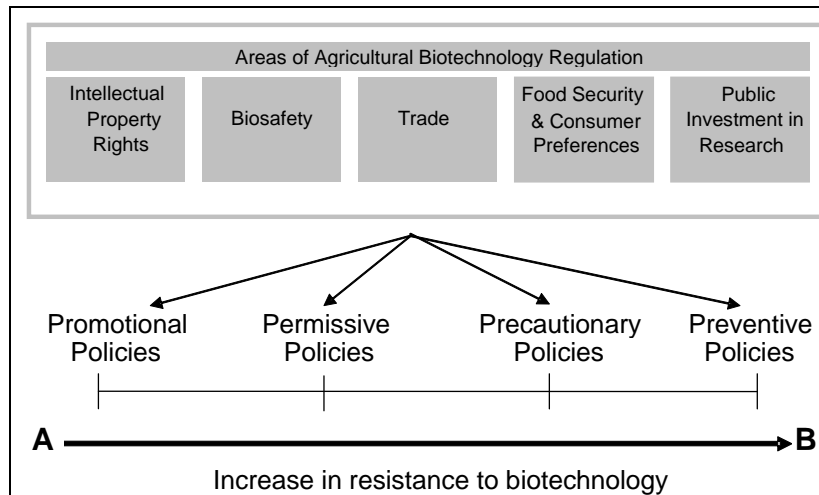 Areas of Agricultural Biotechnology Regulation
Intellectual
Property
Rights
Biosafety
Trade
Food Security
& Consumer
Preferences
Public
Investment in
Research
Promotional
Policies
Permissive
Policies
Precautionary
Policies
Preventive
Policies
A
B
Increase in resistance to biotechnology